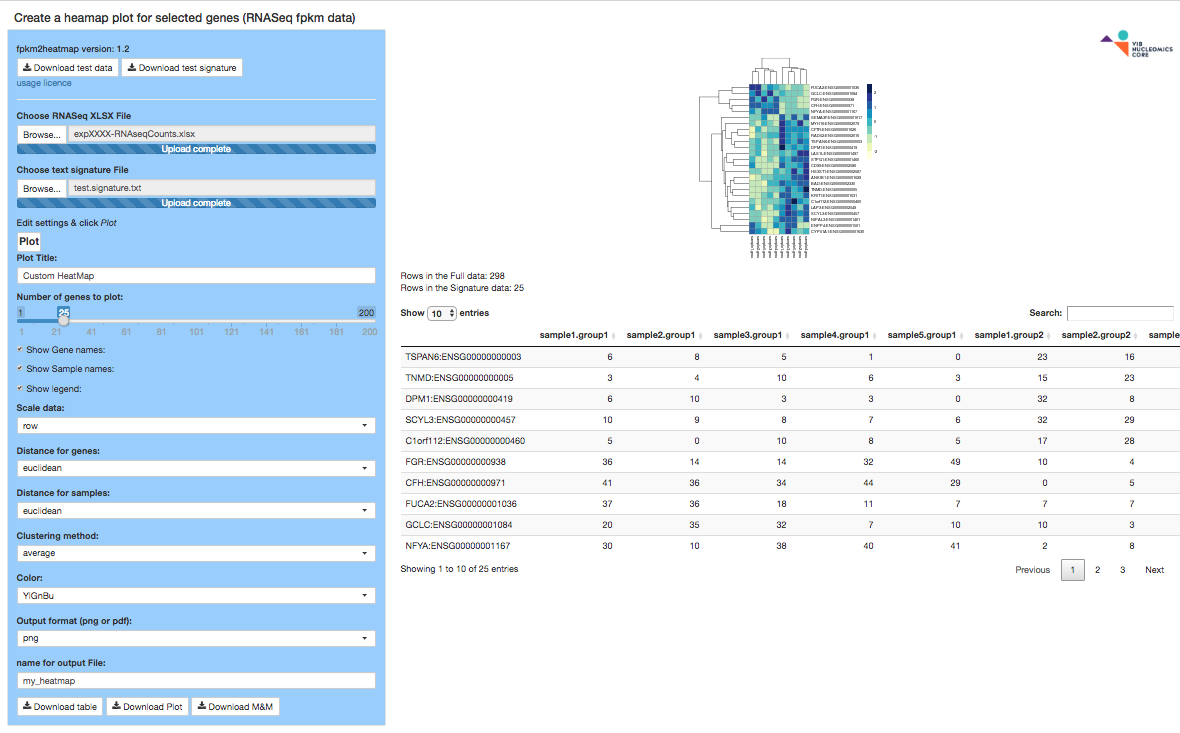 Create a heamap plot for selected genes (RNASeq fpkm data)
fpkm2heatmap version: 1.2
Download test data Download test signature
usage licence
Choose RNASeq XLSX File
Browse... expXXXX-RNAseqCounts.xlsx
Upload complete
Choose text signature File
Browse... test.signature.txt
Upload complete
Edit settings & click Plot
Plot
Plot Title:
Custom HeatMap
Number of genes to plot:
1 25 200
1 21 41 61 81 101 121 141 161 181 200
Show Gene names:
Show Sample names:
Show legend:
Scale data:
row
Distance for genes:
euclidean
Distance for samples:
euclidean
Clustering method:
average
Color:
YlGnBu
Output format (png or pdf):
png
name for output File:
my_heatmap
Download table Download Plot Download M&M
VIB
NUCLEOMICS
CORE
Rows in the Full data: 298
Rows in the Signature data: 25
Show 10 entries Search:
sample1.group1 sample2.group1 sample3.group1 sample4.group1 sample5.group1 sample1.group2 sample2.group2 sample
TSPAN6:ENSG00000000003 6 8 5 1 0 23 16
TNMD:ENSG00000000005 3 4 10 6 3 15 23
DPM1:ENSG00000000419 6 10 3 3 0 32 8
SCYL3:ENSG00000000457 10 9 8 7 6 32 29
C1orf112:ENSG00000000460 5 0 10 8 5 17 28
FGR:ENSG00000000938 36 14 14 32 49 10 4
CFH:ENSG00000000971 41 36 34 44 29 0 5
FUCA2:ENSG00000001036 37 36 18 11 7 7 7
GCLC:ENSG00000001084 20 35 32 7 10 10 3
NFYA:ENSG00000001167 30 10 38 40 41 2 8
Showing 1 to 10 of 25 entries
Previous 1 2 3 Next